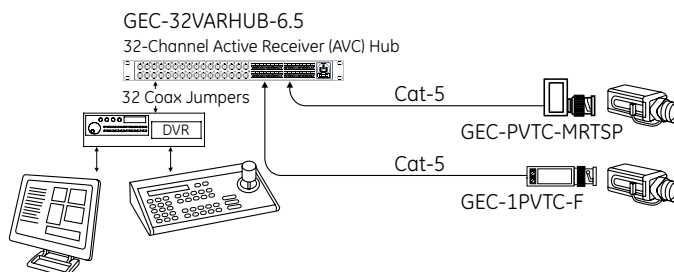 GEC-32VARHUB-6.5
32-Channel Active Receiver (AVC) Hub
32 Coax Jumpers
DVR
Cat-5
GEC-PVTC-MRTSP
Cat-5
GEC-1PVTC-F